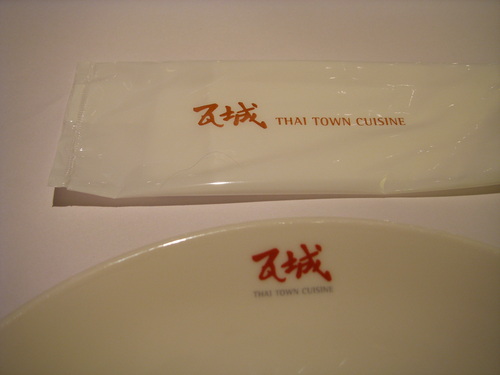 瓦城 THAI TOWN CUISINE
瓦城
THAI TOWN CUISINE